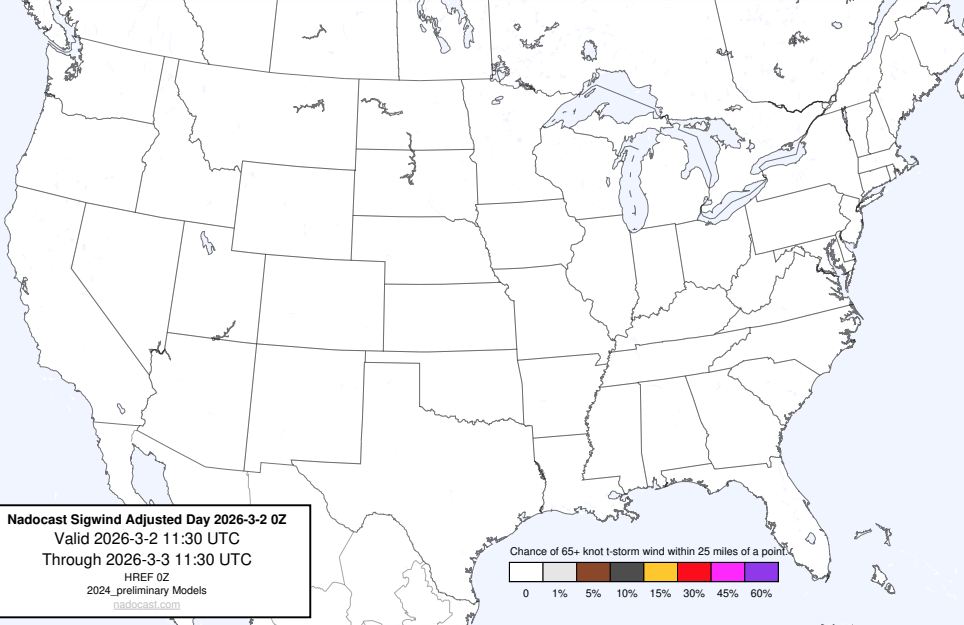 Nadocast Sigwind Adjusted Day 2026-3-2 0Z
Valid 2026-3-2 11:30 UTC
Through 2026-3-3 11:30 UTC
HREF 0Z
2024_preliminary Models
nadocast.com
Chance of 65+ knot t-storm wind within 25 miles of a point.
0 1% 5% 10% 15% 30% 45% 60%